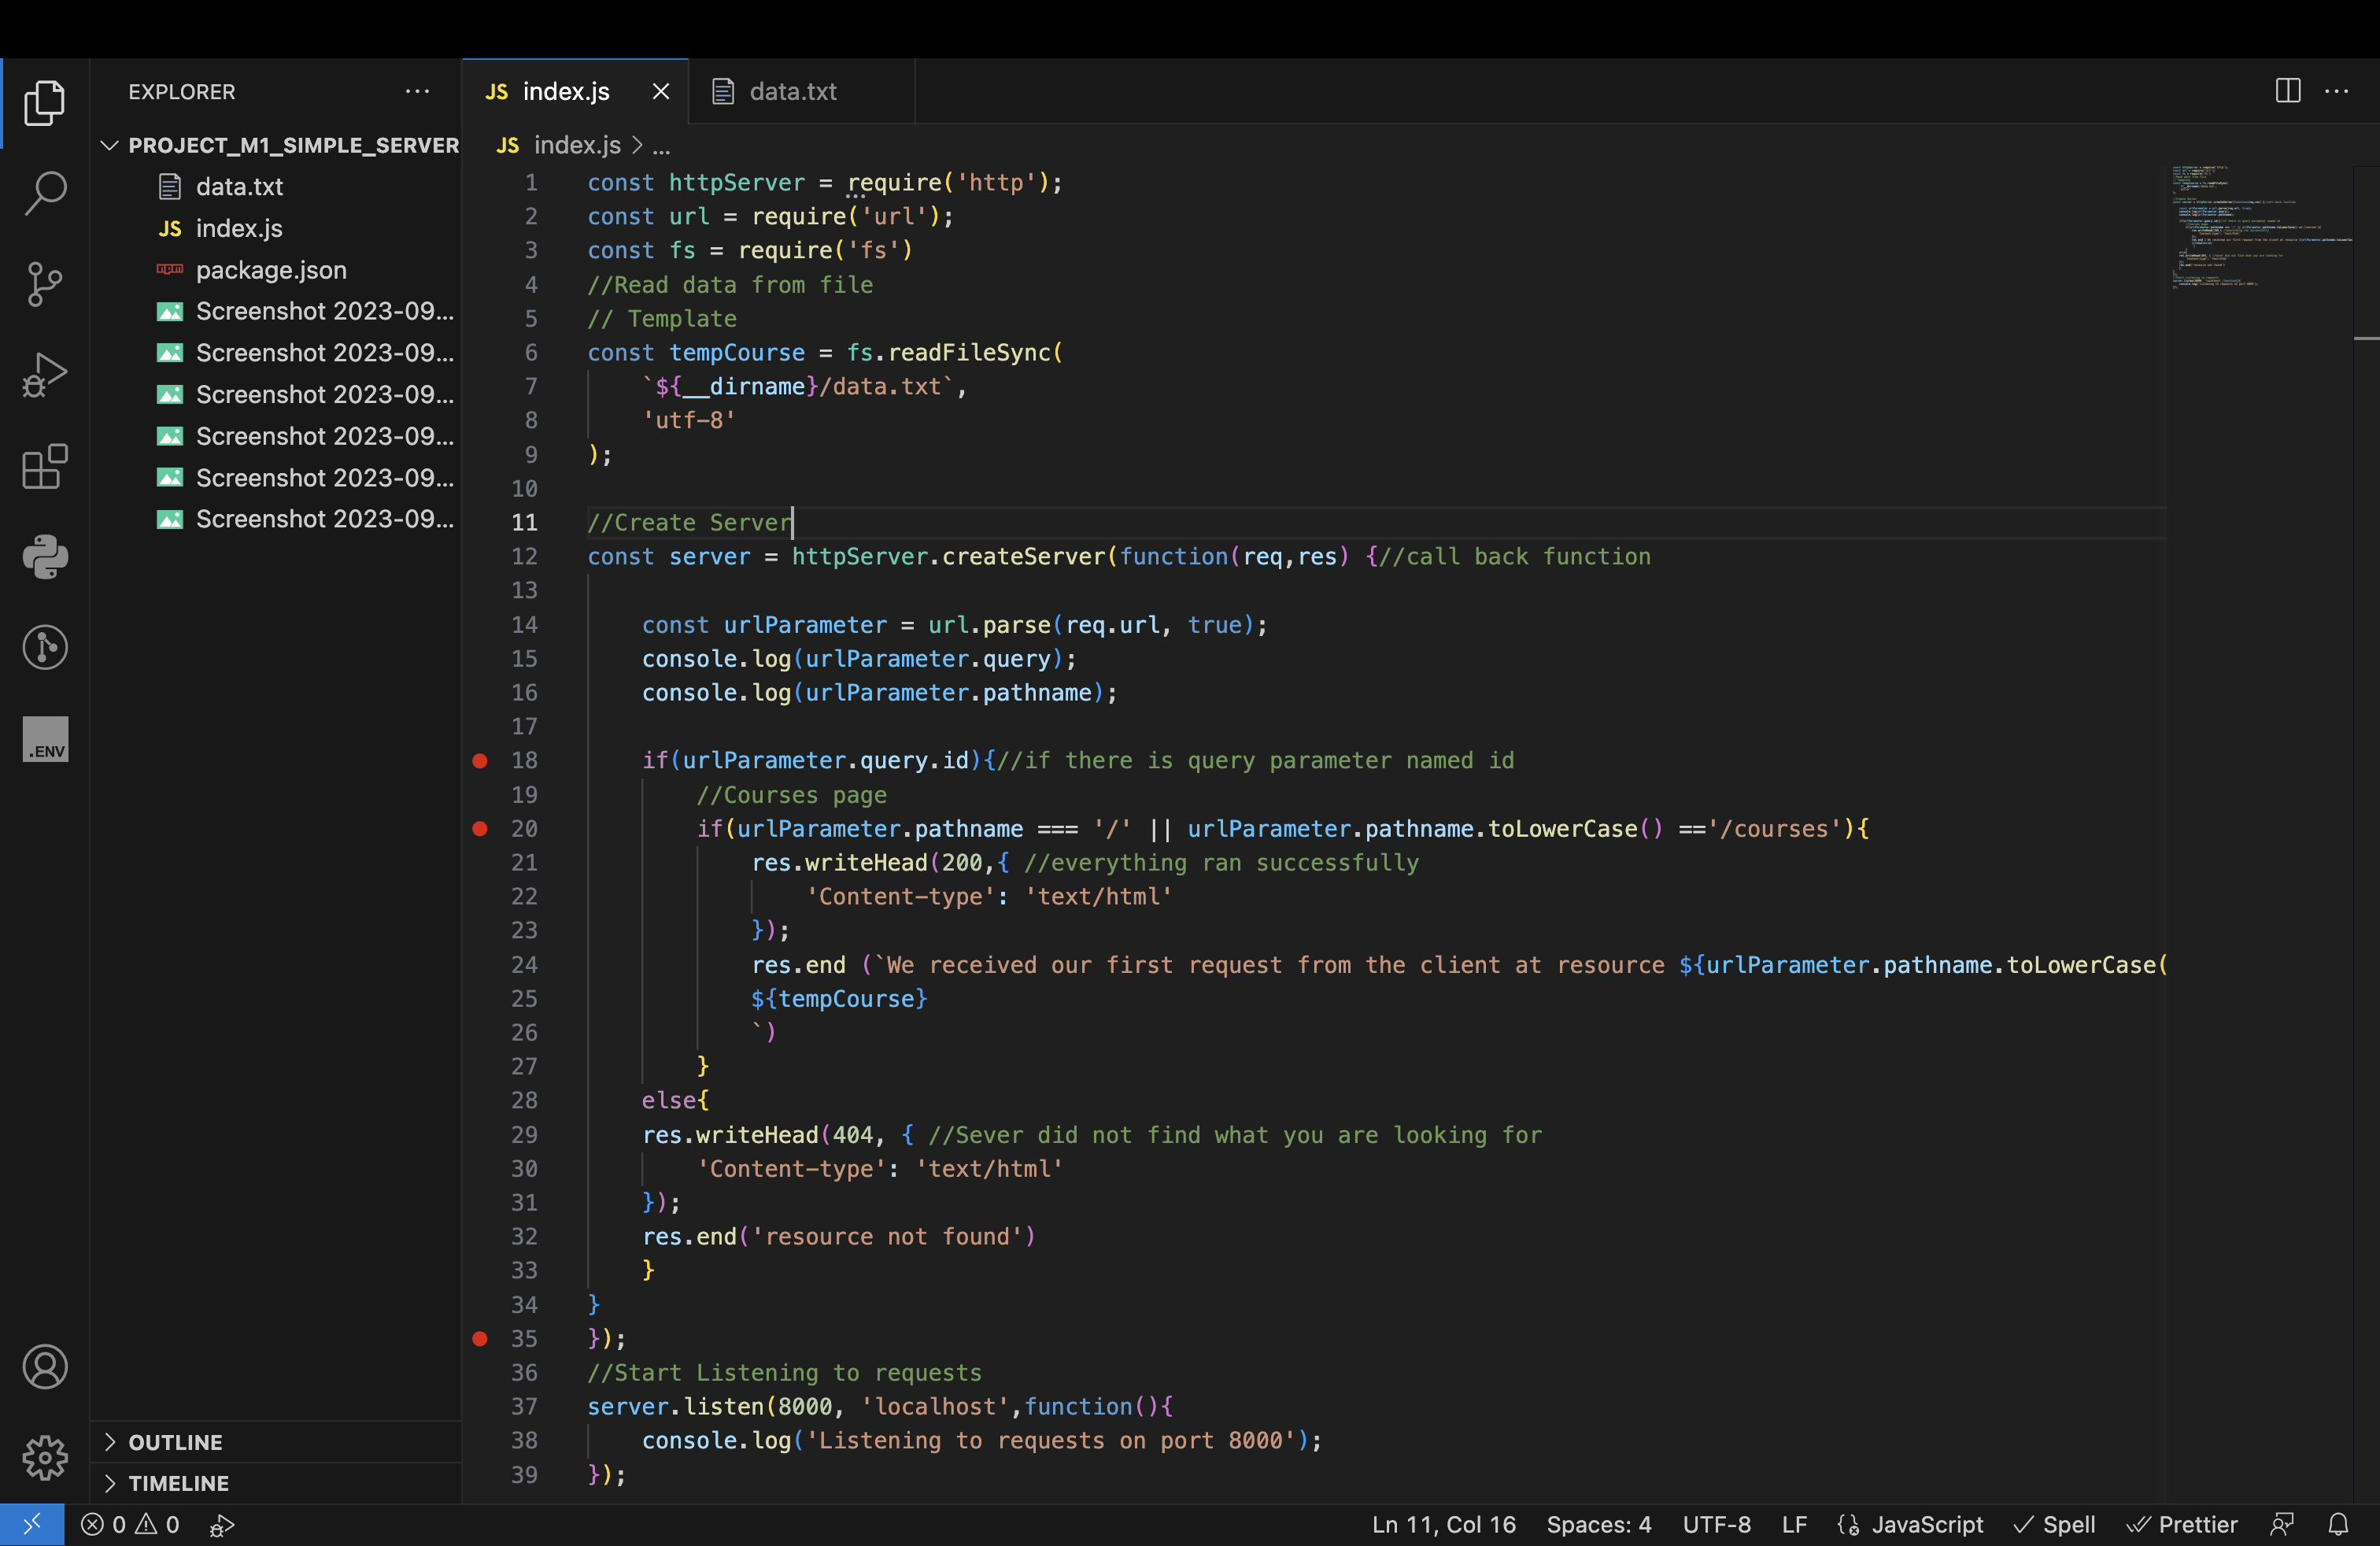 EXPLORER
PROJECT_M1_SIMPLE_SERVER
data.txt
JS index.js
package.json
Screenshot 2023-09...
Screenshot 2023-09...
Screenshot 2023-09...
Screenshot 2023-09...
Screenshot 2023-09...
Screenshot 2023-09...
.ENV
OUTLINE
TIMELINE
JS index.js
data.txt
JS index.js > ...
1 const httpServer = require('http');
2 const url = require('url');
3 const fs = require('fs')
4 //Read data from file
5 // Template
6 const tempCourse = fs.readFileSync(
7 `${__dirname}/data.txt`,
8 'utf-8'
9 );
10
11 //Create Server
12 const server = httpServer.createServer(function(req,res) {//call back function
13
14 const urlParameter = url.parse(req.url, true);
15 console.log(urlParameter.query);
16 console.log(urlParameter.pathname);
17
18 if(urlParameter.query.id){//if there is query parameter named id
19 //Courses page
20 if(urlParameter.pathname === '/' || urlParameter.pathname.toLowerCase() =='/courses'){
21 res.writeHead(200,{ //everything ran successfully
22 'Content-type': 'text/html'
23 });
24 res.end (`We received our first request from the client at resource ${urlParameter.pathname.toLowerCase(
25 ${tempCourse}
26 `)
27 }
28 else{
29 res.writeHead(404, { //Sever did not find what you are looking for
30 'Content-type': 'text/html'
31 });
32 res.end('resource not found')
33 }
34 }
35 });
36 //Start Listening to requests
37 server.listen(8000, 'localhost',function(){
38 console.log('Listening to requests on port 8000');
39 });
0 0
Ln 11, Col 16
Spaces: 4
UTF-8
LF
JavaScript
Spell
Prettier